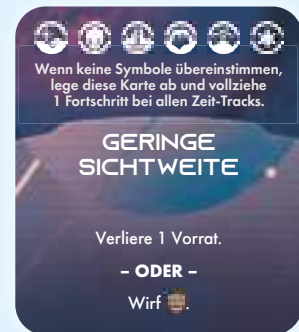 Wenn keine Symbole übereinstimmen,
lege diese Karte ab und vollziehe
1 Fortschritt bei allen Zeit-Tracks.
GERINGE
SICHTWEITE
Verliere 1 Vorrat.
– ODER –
Wirf .